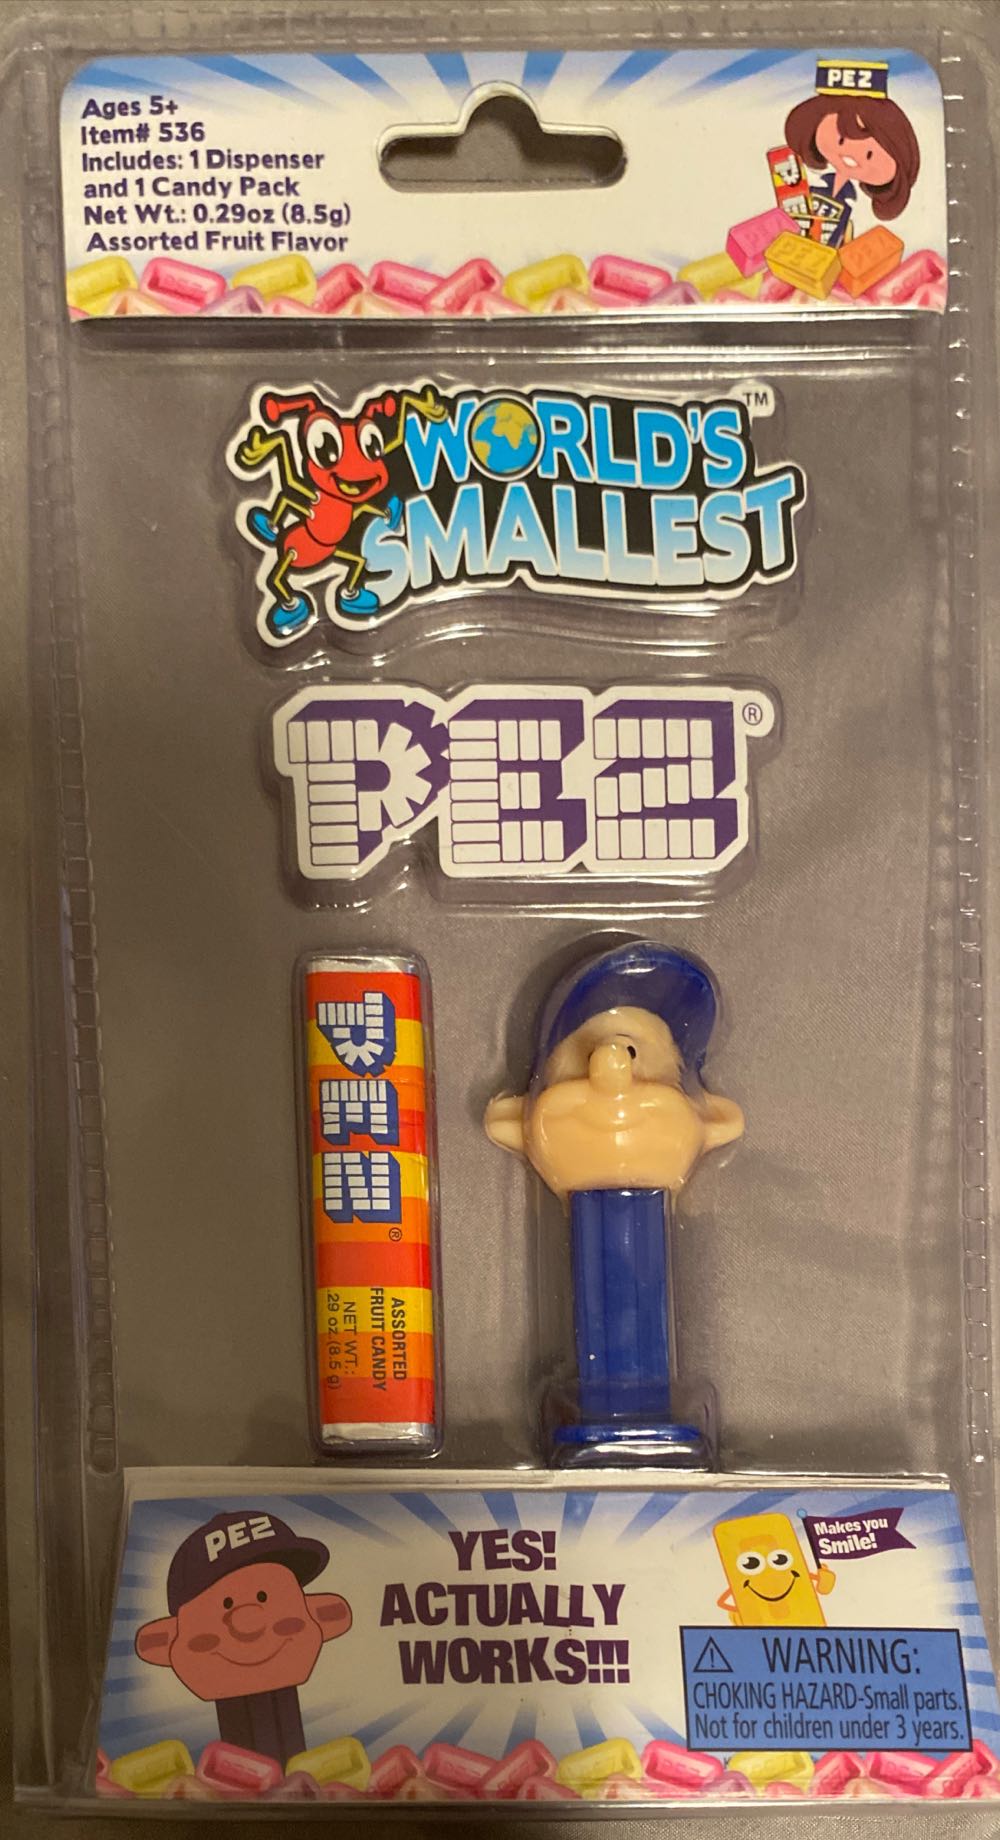 Ages 5+
Item# 536
Includes: 1 Dispenser
and 1 Candy Pack
Net Wt.: 0.29oz (8.5g)
Assorted Fruit Flavor
PEZ
WORLD'S
SMALLEST™
PEZ®
PEZ®
ASSORTED
FRUIT CANDY
NET WT.:
.29 oz. (8.5 g)
PEZ
YES!
ACTUALLY
WORKS!!!
Makes you
Smile!
⚠ WARNING:
CHOKING HAZARD-Small parts.
Not for children under 3 years.